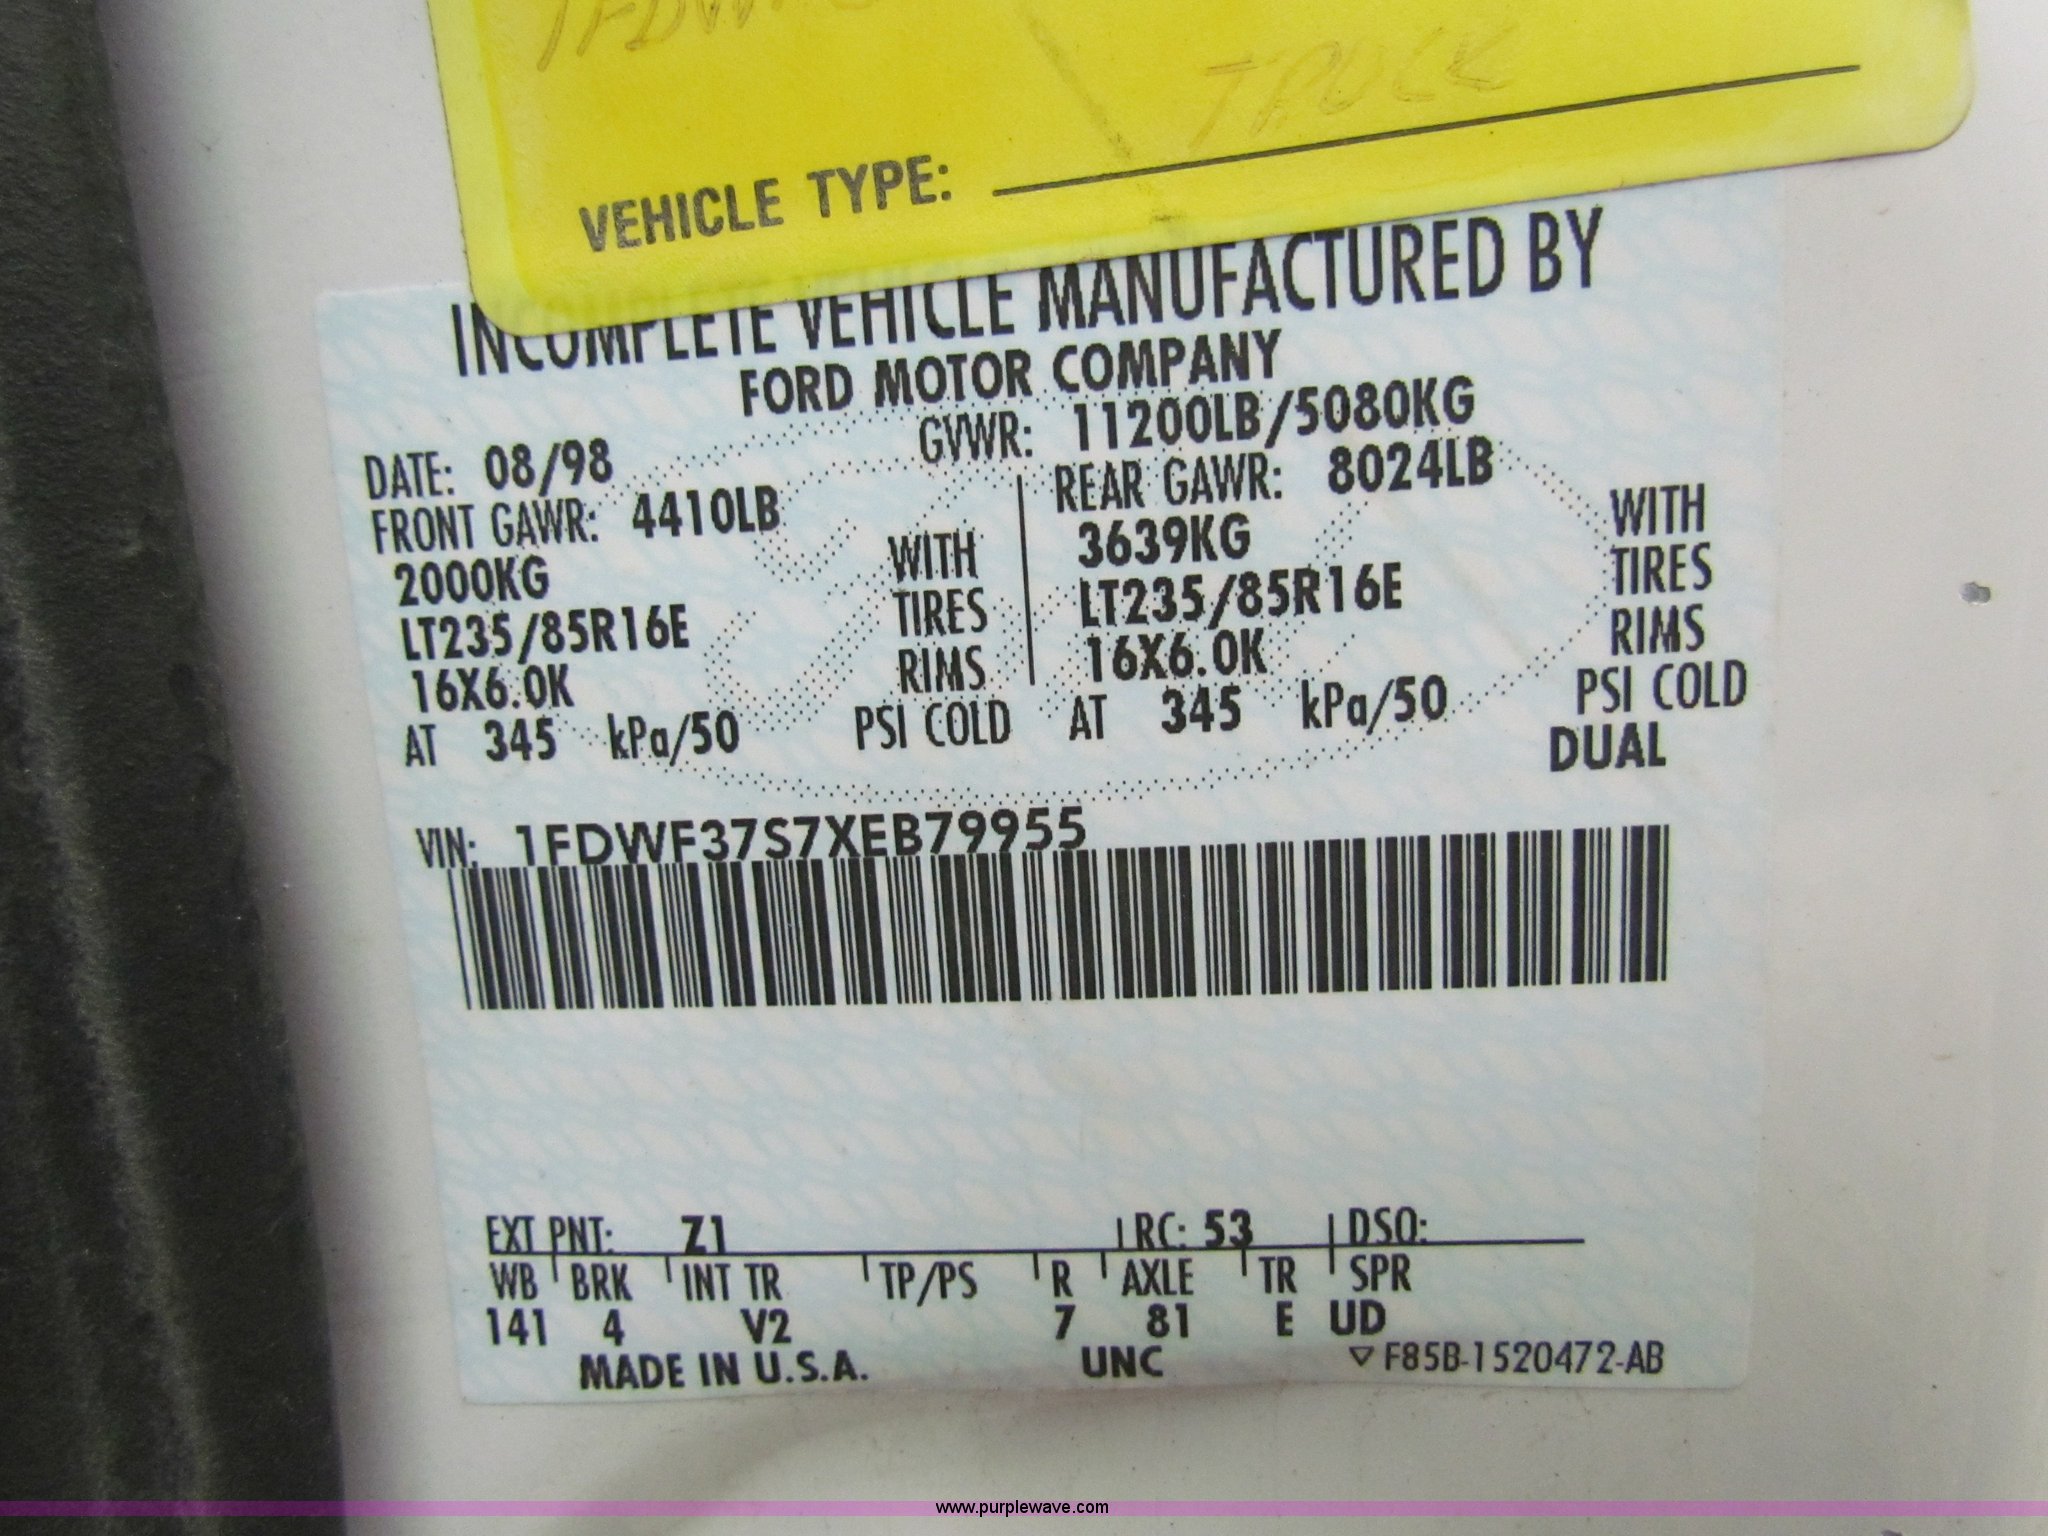 TRUCK
VEHICLE TYPE:
INCOMPLETE VEHICLE MANUFACTURED BY
FORD MOTOR COMPANY
DATE: 08/98 GVWR: 11200LB/5080KG
FRONT GAWR: 4410LB REAR GAWR: 8024LB
2000KG WITH 3639KG WITH
LT235/85R16E TIRES LT235/85R16E TIRES
16X6.0K RIMS 16X6.0K RIMS
AT 345 kPa/50 PSI COLD AT 345 kPa/50 PSI COLD
DUAL
VIN: 1FDWF37S7XEB79955
EXT PNT: Z1 RC: 53 DSO:
WB BRK INT TR TP/PS R AXLE TR SPR
141 4 V2 7 81 E UD
MADE IN U.S.A. UNC ▽ F85B-1520472-AB
www.purplewave.com